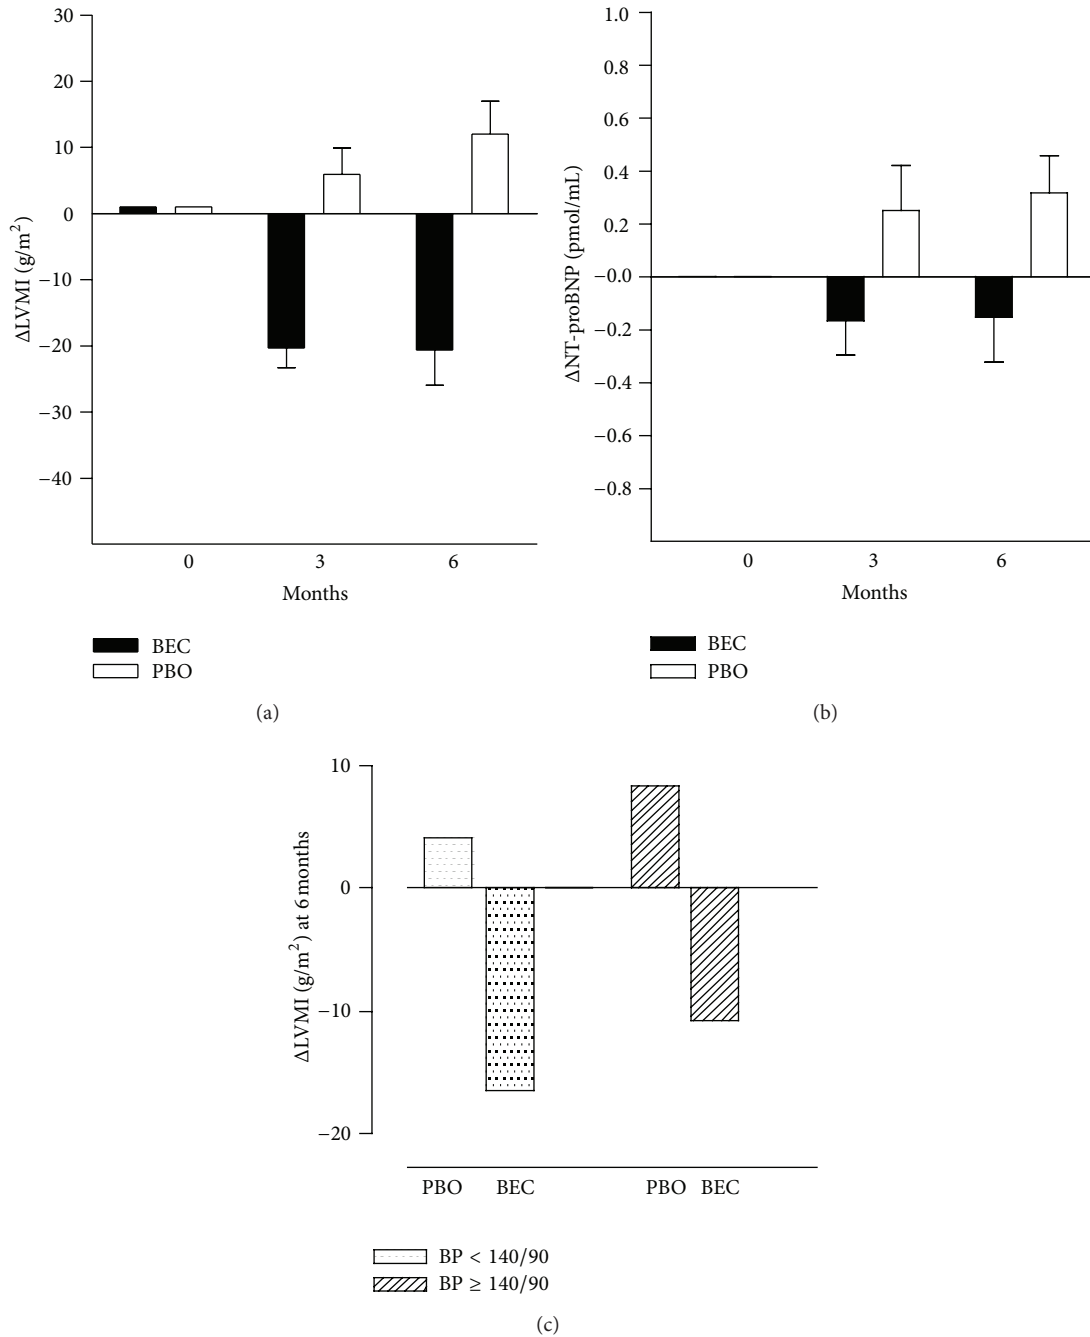 30
20
10
0
−10
−20
−30
−40
ΔLVMI (g/m²)
0 3 6
Months
BEC
PBO
(a)
1.0
0.8
0.6
0.4
0.2
−0.0
−0.2
−0.4
−0.6
−0.8
ΔNT-proBNP (pmol/mL)
0 3 6
Months
BEC
PBO
(b)
10
0
−10
−20
ΔLVMI (g/m²) at 6 months
PBO BEC PBO BEC
BP < 140/90
BP ≥ 140/90
(c)